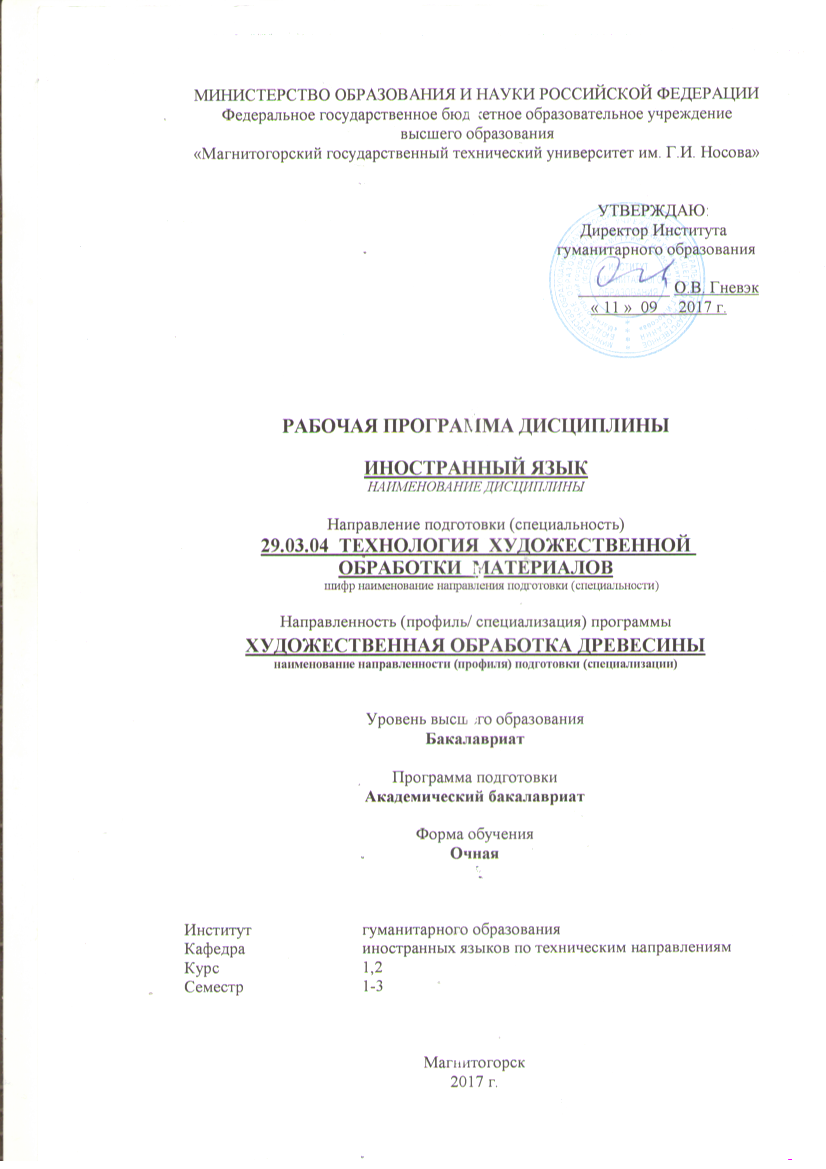 МИНИСТЕРСТВО ОБРАЗОВАНИЯ И НАУКИ РОССИЙСКОЙ ФЕДЕРАЦИИ
Федеральное государственное бюджетное образовательное учреждение
высшего образования
«Магнитогорский государственный технический университет им. Г.И. Носова»
УТВЕРЖДАЮ:
Директор Института
гуманитарного образования
О.В. Гневэк
« 11 » 09 2017 г.
РАБОЧАЯ ПРОГРАММА ДИСЦИПЛИНЫ
ИНОСТРАННЫЙ ЯЗЫК
НАИМЕНОВАНИЕ ДИСЦИПЛИНЫ
Направление подготовки (специальность)
29.03.04 ТЕХНОЛОГИЯ ХУДОЖЕСТВЕННОЙ
ОБРАБОТКИ МАТЕРИАЛОВ
шифр наименование направления подготовки (специальности)
Направленность (профиль/ специализация) программы
ХУДОЖЕСТВЕННАЯ ОБРАБОТКА ДРЕВЕСИНЫ
наименование направленности (профиля) подготовки (специализации)
Уровень высшего образования
Бакалавриат
Программа подготовки
Академический бакалавриат
Форма обучения
Очная
Институт гуманитарного образования
Кафедра иностранных языков по техническим направлениям
Курс 1,2
Семестр 1-3
Магнитогорск
2017 г.